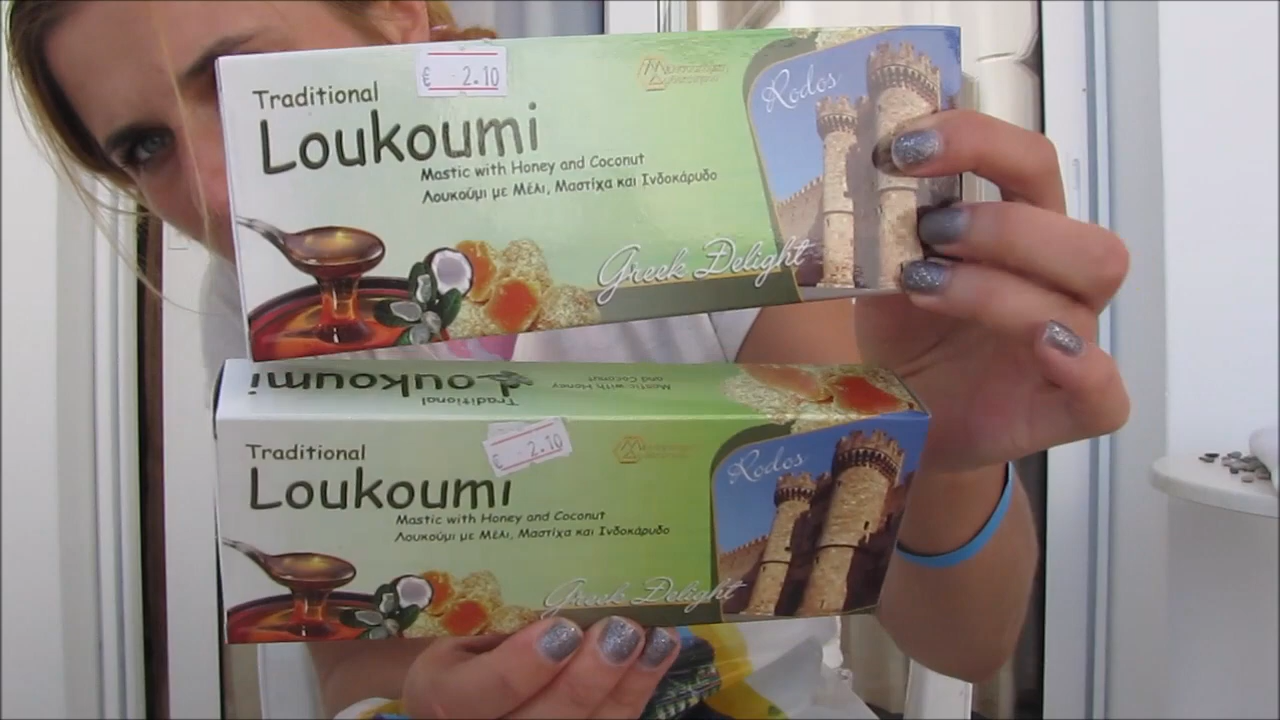 € 2.10
Traditional
Loukoumi
Mastic with Honey and Coconut
Λουκούμι με Μέλι, Μαστίχα και Ινδοκάρυδο
Greek Delight
Rodos
Loukoumi
Traditional
Mastic with Honey
and Coconut
€ 2.10
Traditional
Loukoumi
Mastic with Honey and Coconut
Λουκούμι με Μέλι, Μαστίχα και Ινδοκάρυδο
Greek Delight
Rodos